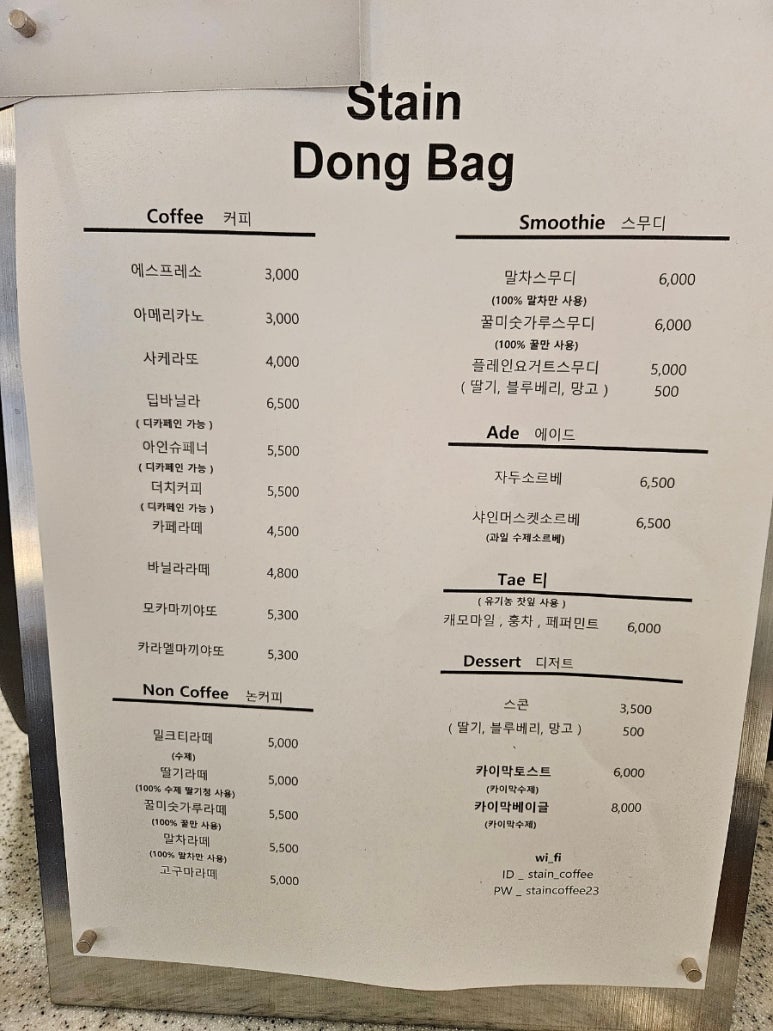 Stain
Dong Bag
Coffee 커피
에스프레소 3,000
아메리카노 3,000
사케라또 4,000
딥바닐라 6,500
( 디카페인 가능 )
아인슈페너 5,500
( 디카페인 가능 )
더치커피 5,500
( 디카페인 가능 )
카페라떼 4,500
바닐라라떼 4,800
모카마끼야또 5,300
카라멜마끼야또 5,300
Non Coffee 논커피
밀크티라떼 5,000
(수제)
딸기라떼 5,000
(100% 수제 딸기청 사용)
꿀미숫가루라떼 5,500
(100% 꿀만 사용)
말차라떼 5,500
(100% 말차만 사용)
고구마라떼 5,000
Smoothie 스무디
말차스무디 6,000
(100% 말차만 사용)
꿀미숫가루스무디 6,000
(100% 꿀만 사용)
플레인요거트스무디 5,000
( 딸기, 블루베리, 망고 ) 500
Ade 에이드
자두소르베 6,500
샤인머스켓소르베 6,500
(과일 수제소르베)
Tae 티
( 유기농 찻잎 사용 )
캐모마일 , 홍차 , 페퍼민트 6,000
Dessert 디저트
스콘 3,500
( 딸기, 블루베리, 망고 ) 500
카이막토스트 6,000
(카이막수제)
카이막베이글 8,000
(카이막수제)
wi_fi
ID _ stain_coffee
PW _ staincoffee23